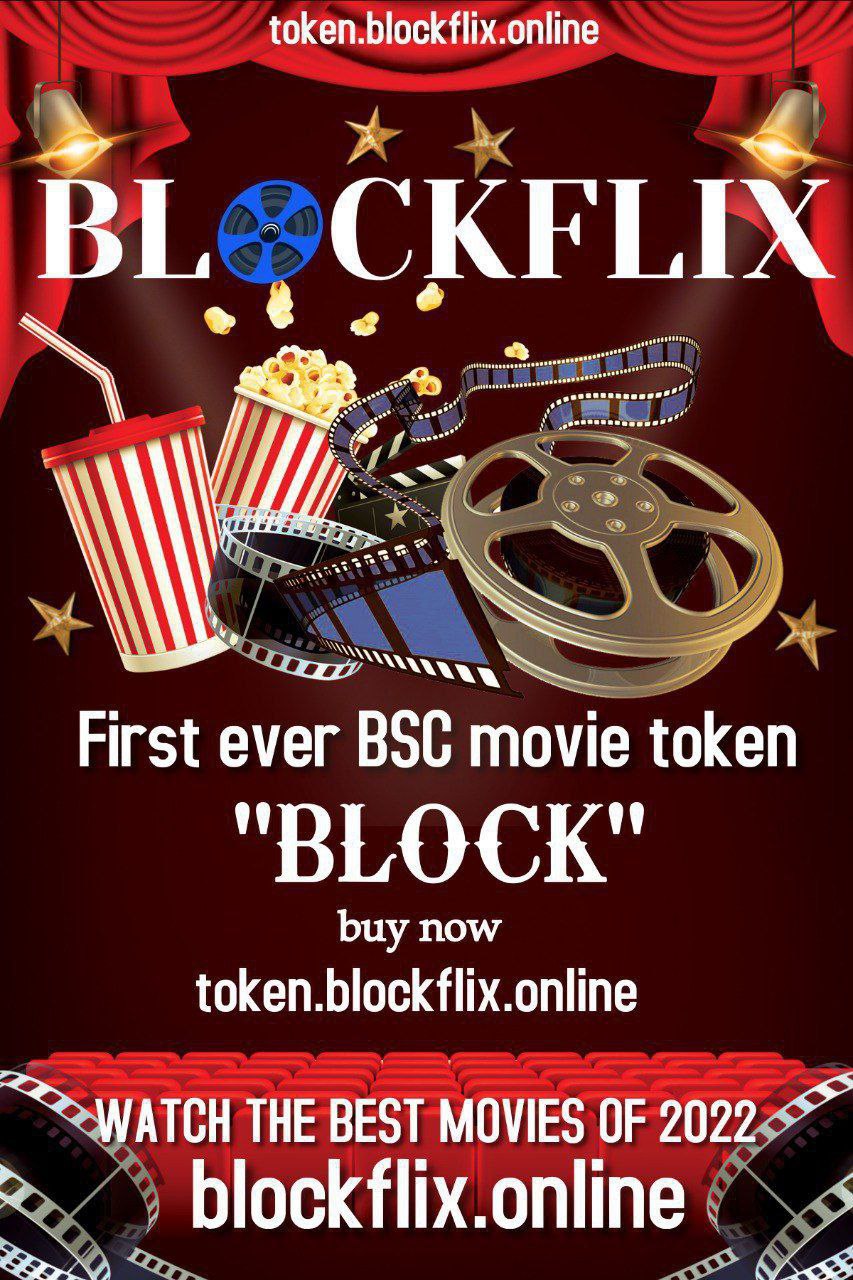 token.blockflix.online
BLOCKFLIX
First ever BSC movie token
"BLOCK"
buy now
token.blockflix.online
WATCH THE BEST MOVIES OF 2022
blockflix.online